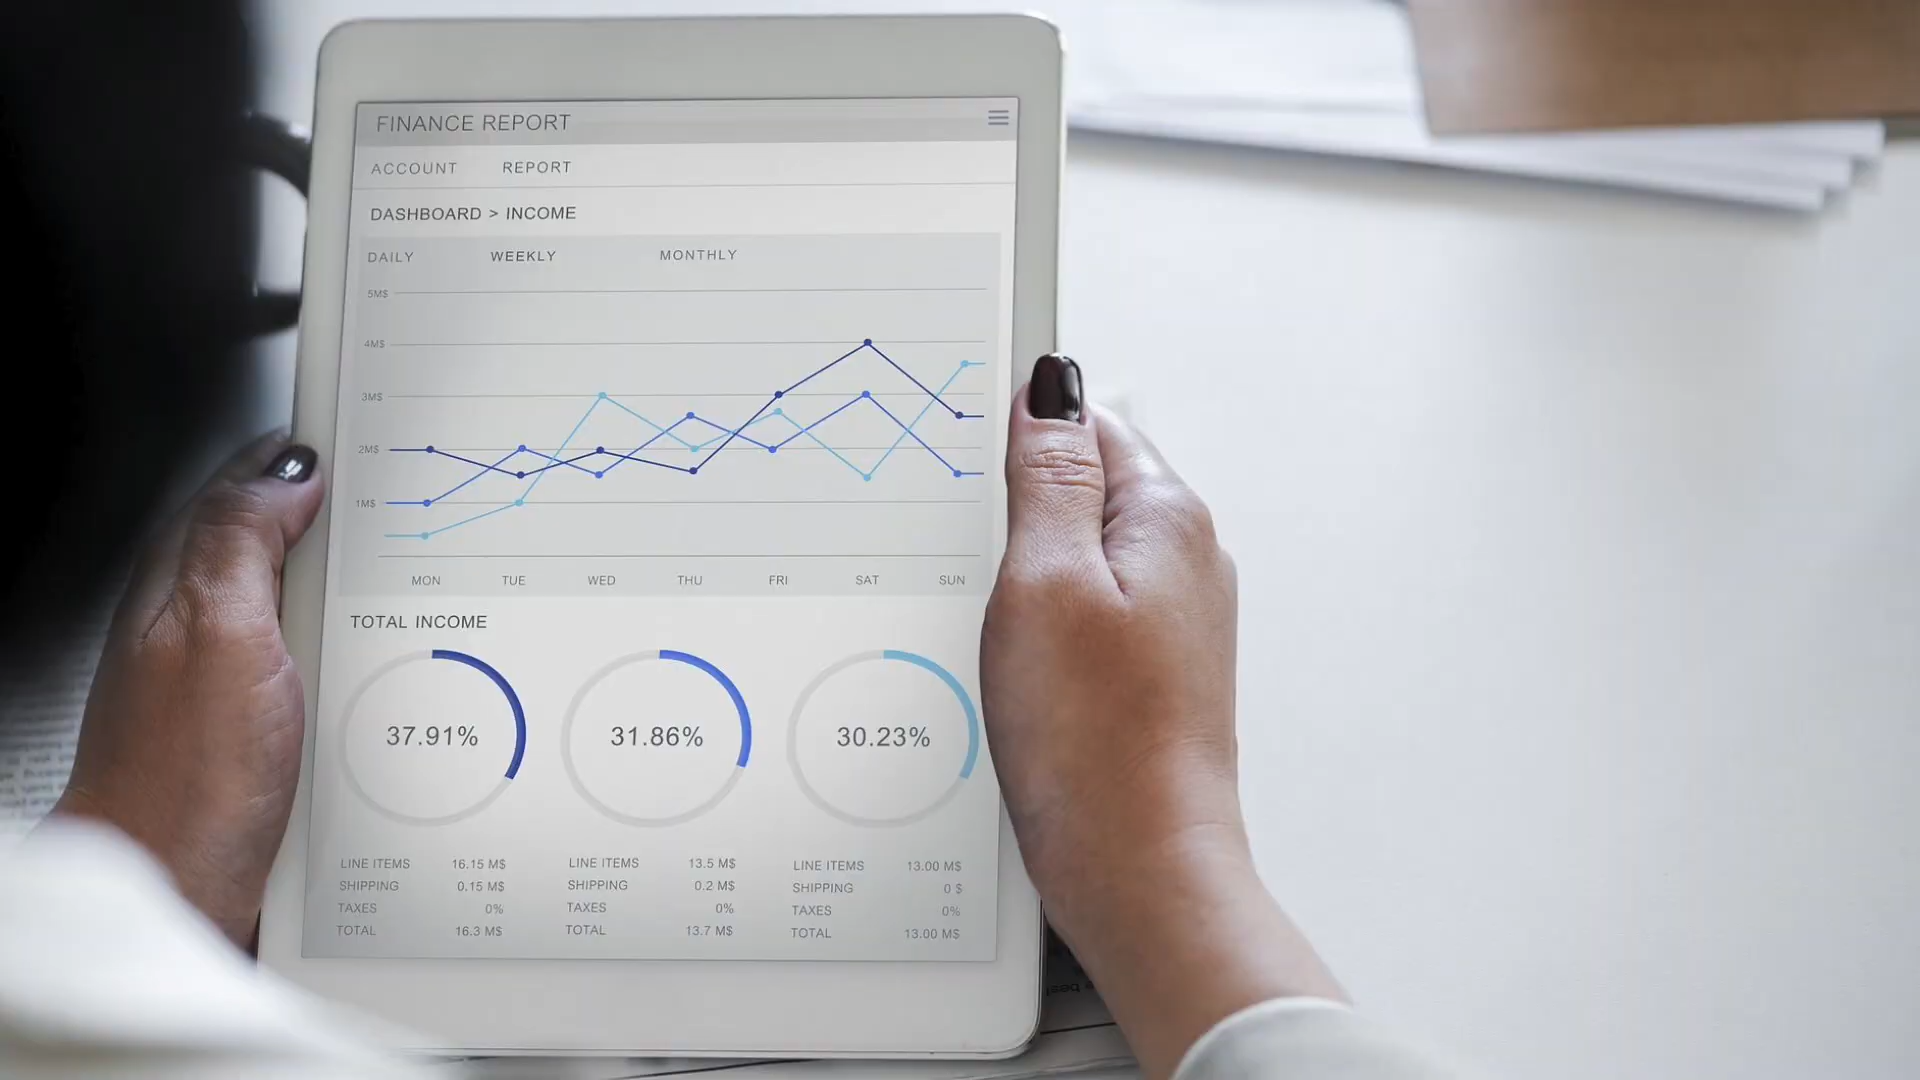 FINANCE REPORT
ACCOUNT REPORT
DASHBOARD > INCOME
DAILY WEEKLY MONTHLY
5M$
4M$
3M$
2M$
1M$
MON TUE WED THU FRI SAT SUN
TOTAL INCOME
37.91% 31.86% 30.23%
LINE ITEMS 16.15 M$ LINE ITEMS 13.5 M$ LINE ITEMS 13.00 M$
SHIPPING 0.15 M$ SHIPPING 0.2 M$ SHIPPING 0 $
TAXES 0% TAXES 0% TAXES 0%
TOTAL 16.3 M$ TOTAL 13.7 M$ TOTAL 13.00 M$